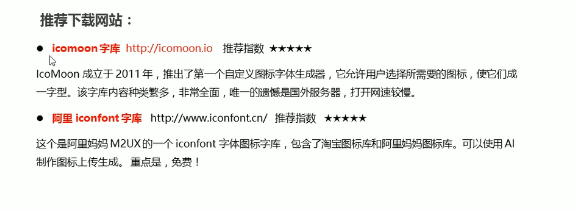 推荐下载网站：
● icomoon 字库 http://icomoon.io 推荐指数 ★★★★★
IcoMoon 成立于 2011 年，推出了第一个自定义图标字体生成器，它允许用户选择所需要的图标，使它们成
一字型。该字库内容种类繁多，非常全面，唯一的遗憾是国外服务器，打开网速较慢。
● 阿里 iconfont 字库 http://www.iconfont.cn/ 推荐指数 ★★★★★
这个是阿里妈妈 M2UX 的一个 iconfont 字体图标字库，包含了淘宝图标库和阿里妈妈图标库。可以使用 AI
制作图标上传生成。 重点是，免费！